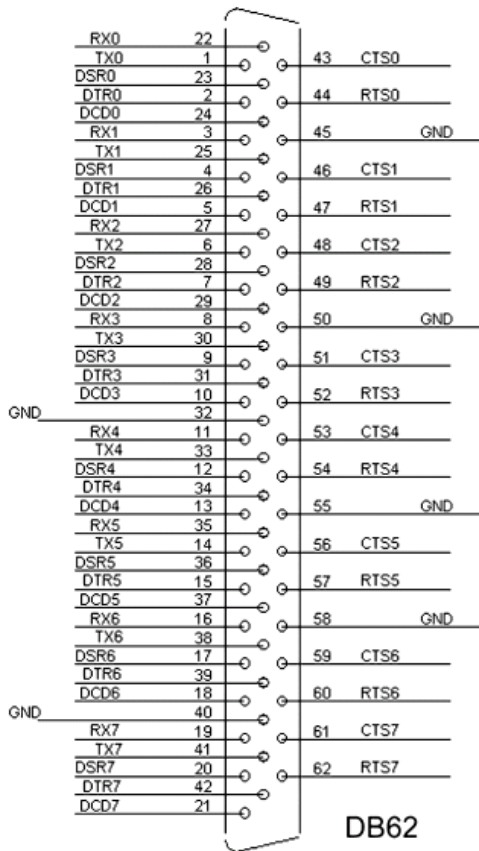 RX0 22
TX0 1 43 CTS0
DSR0 23
DTR0 2 44 RTS0
DCD0 24
RX1 3 45 GND
TX1 25
DSR1 4 46 CTS1
DTR1 26
DCD1 5 47 RTS1
RX2 27
TX2 6 48 CTS2
DSR2 28
DTR2 7 49 RTS2
DCD2 29
RX3 8 50 GND
TX3 30
DSR3 9 51 CTS3
DTR3 31
DCD3 10 52 RTS3
GND 32
RX4 11 53 CTS4
TX4 33
DSR4 12 54 RTS4
DTR4 34
DCD4 13 55 GND
RX5 35
TX5 14 56 CTS5
DSR5 36
DTR5 15 57 RTS5
DCD5 37
RX6 16 58 GND
TX6 38
DSR6 17 59 CTS6
DTR6 39
DCD6 18 60 RTS6
GND 40
RX7 19 61 CTS7
TX7 41
DSR7 20 62 RTS7
DTR7 42
DCD7 21
DB62